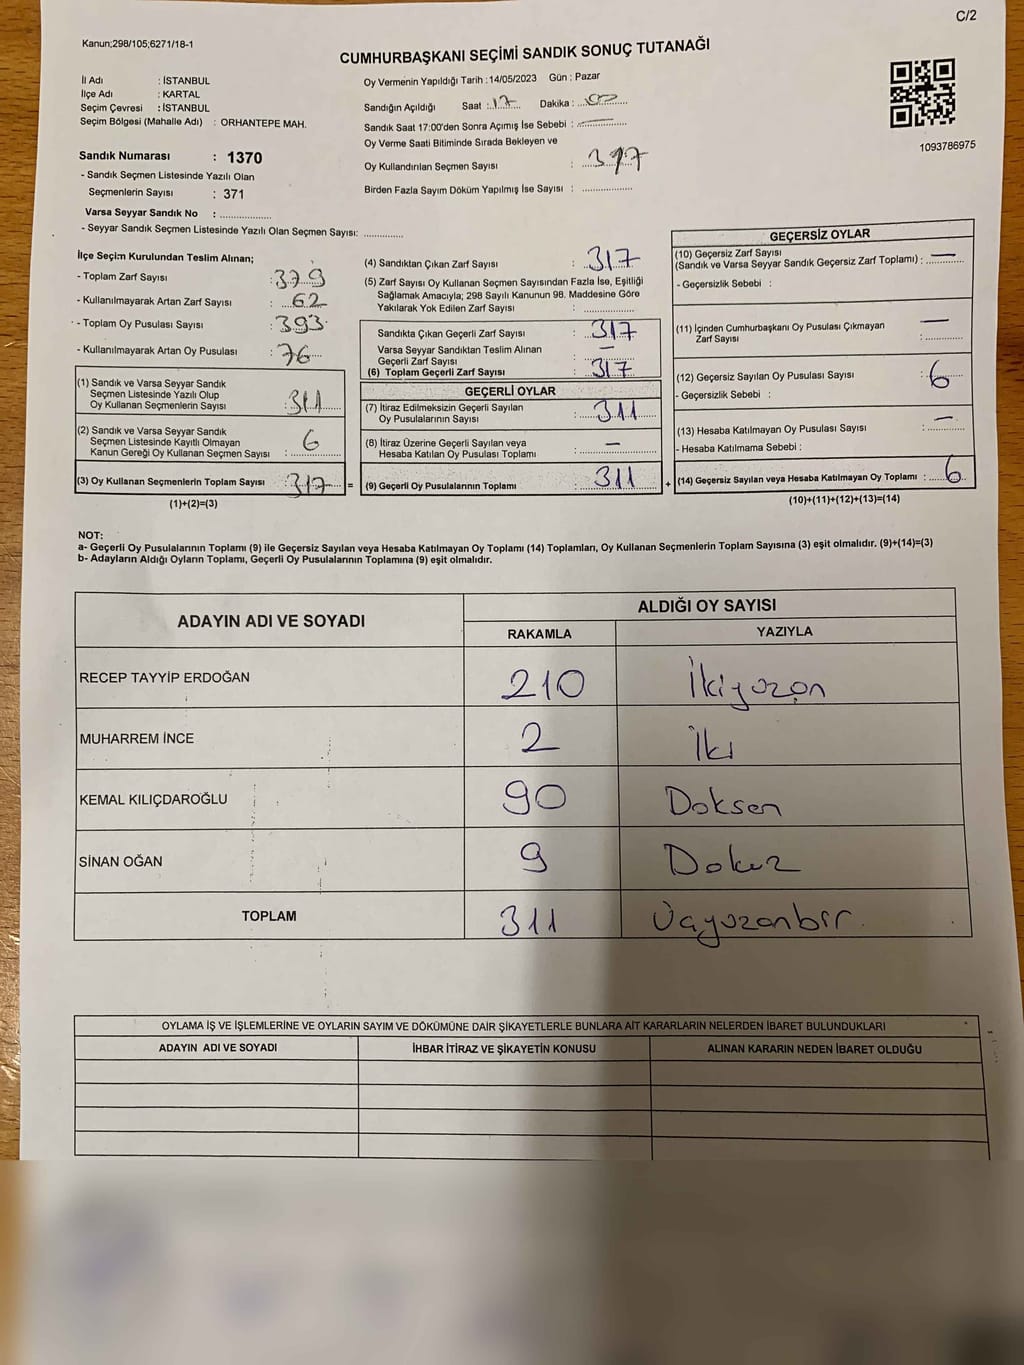 C/2
Kanun;298/105;6271/18-1
CUMHURBAŞKANI SEÇİMİ SANDIK SONUÇ TUTANAĞI
İl Adı : İSTANBUL
İlçe Adı : KARTAL
Seçim Çevresi : İSTANBUL
Seçim Bölgesi (Mahalle Adı) : ORHANTEPE MAH.
Sandık Numarası : 1370
- Sandık Seçmen Listesinde Yazılı Olan
Seçmenlerin Sayısı : 371
Varsa Seyyar Sandık No : ....................
- Seyyar Sandık Seçmen Listesinde Yazılı Olan Seçmen Sayısı: ...............
Oy Vermenin Yapıldığı Tarih : 14/05/2023 Gün : Pazar
Sandığın Açıldığı Saat : 17 Dakika : 00
Sandık Saat 17:00'den Sonra Açımış İse Sebebi : —
Oy Verme Saati Bitiminde Sırada Bekleyen ve
Oy Kullandırılan Seçmen Sayısı : 317
Birden Fazla Sayım Döküm Yapılmış İse Sayısı : ...................
1093786975
İlçe Seçim Kurulundan Teslim Alınan;
- Toplam Zarf Sayısı : 379
- Kullanılmayarak Artan Zarf Sayısı : 62
- Toplam Oy Pusulası Sayısı : 393
- Kullanılmayarak Artan Oy Pusulası : 76
(1) Sandık ve Varsa Seyyar Sandık
Seçmen Listesinde Yazılı Olup
Oy Kullanan Seçmenlerin Sayısı : 311
(2) Sandık ve Varsa Seyyar Sandık
Seçmen Listesinde Kayıtlı Olmayan
Kanun Gereği Oy Kullanan Seçmen Sayısı : 6
(3) Oy Kullanan Seçmenlerin Toplam Sayısı : 317 =
(1)+(2)=(3)
(4) Sandıktan Çıkan Zarf Sayısı : 317
(5) Zarf Sayısı Oy Kullanan Seçmen Sayısından Fazla İse, Eşitliği
Sağlamak Amacıyla; 298 Sayılı Kanunun 98. Maddesine Göre
Yakılarak Yok Edilen Zarf Sayısı : ...............
Sandıkta Çıkan Geçerli Zarf Sayısı : 317
Varsa Seyyar Sandıktan Teslim Alınan
Geçerli Zarf Sayısı : —
(6) Toplam Geçerli Zarf Sayısı : 317
GEÇERLİ OYLAR
(7) İtiraz Edilmeksizin Geçerli Sayılan
Oy Pusulalarının Sayısı : 311
(8) İtiraz Üzerine Geçerli Sayılan veya
Hesaba Katılan Oy Pusulası Toplamı : —
(9) Geçerli Oy Pusulalarının Toplamı : 311 +
GEÇERSİZ OYLAR
(10) Geçersiz Zarf Sayısı
(Sandık ve Varsa Seyyar Sandık Geçersiz Zarf Toplamı) : —
- Geçersizlik Sebebi :
(11) İçinden Cumhurbaşkanı Oy Pusulası Çıkmayan
Zarf Sayısı : —
(12) Geçersiz Sayılan Oy Pusulası Sayısı : 6
- Geçersizlik Sebebi :
(13) Hesaba Katılmayan Oy Pusulası Sayısı : —
- Hesaba Katılmama Sebebi :
(14) Geçersiz Sayılan veya Hesaba Katılmayan Oy Toplamı : 6
(10)+(11)+(12)+(13)=(14)
NOT:
a- Geçerli Oy Pusulalarının Toplamı (9) ile Geçersiz Sayılan veya Hesaba Katılmayan Oy Toplamı (14) Toplamları, Oy Kullanan Seçmenlerin Toplam Sayısına (3) eşit olmalıdır. (9)+(14)=(3)
b- Adayların Aldığı Oyların Toplamı, Geçerli Oy Pusulalarının Toplamına (9) eşit olmalıdır.
ADAYIN ADI VE SOYADI ALDIĞI OY SAYISI
RAKAMLA YAZIYLA
RECEP TAYYİP ERDOĞAN 210 İkiyüzon
MUHARREM İNCE 2 İki
KEMAL KILIÇDAROĞLU 90 Doksan
SİNAN OĞAN 9 Dokuz
TOPLAM 311 Üçyüzonbir
OYLAMA İŞ VE İŞLEMLERİNE VE OYLARIN SAYIM VE DÖKÜMÜNE DAİR ŞİKAYETLERLE BUNLARA AİT KARARLARIN NELERDEN İBARET BULUNDUKLARI
ADAYIN ADI VE SOYADI İHBAR İTİRAZ VE ŞİKAYETİN KONUSU ALINAN KARARIN NEDEN İBARET OLDUĞU